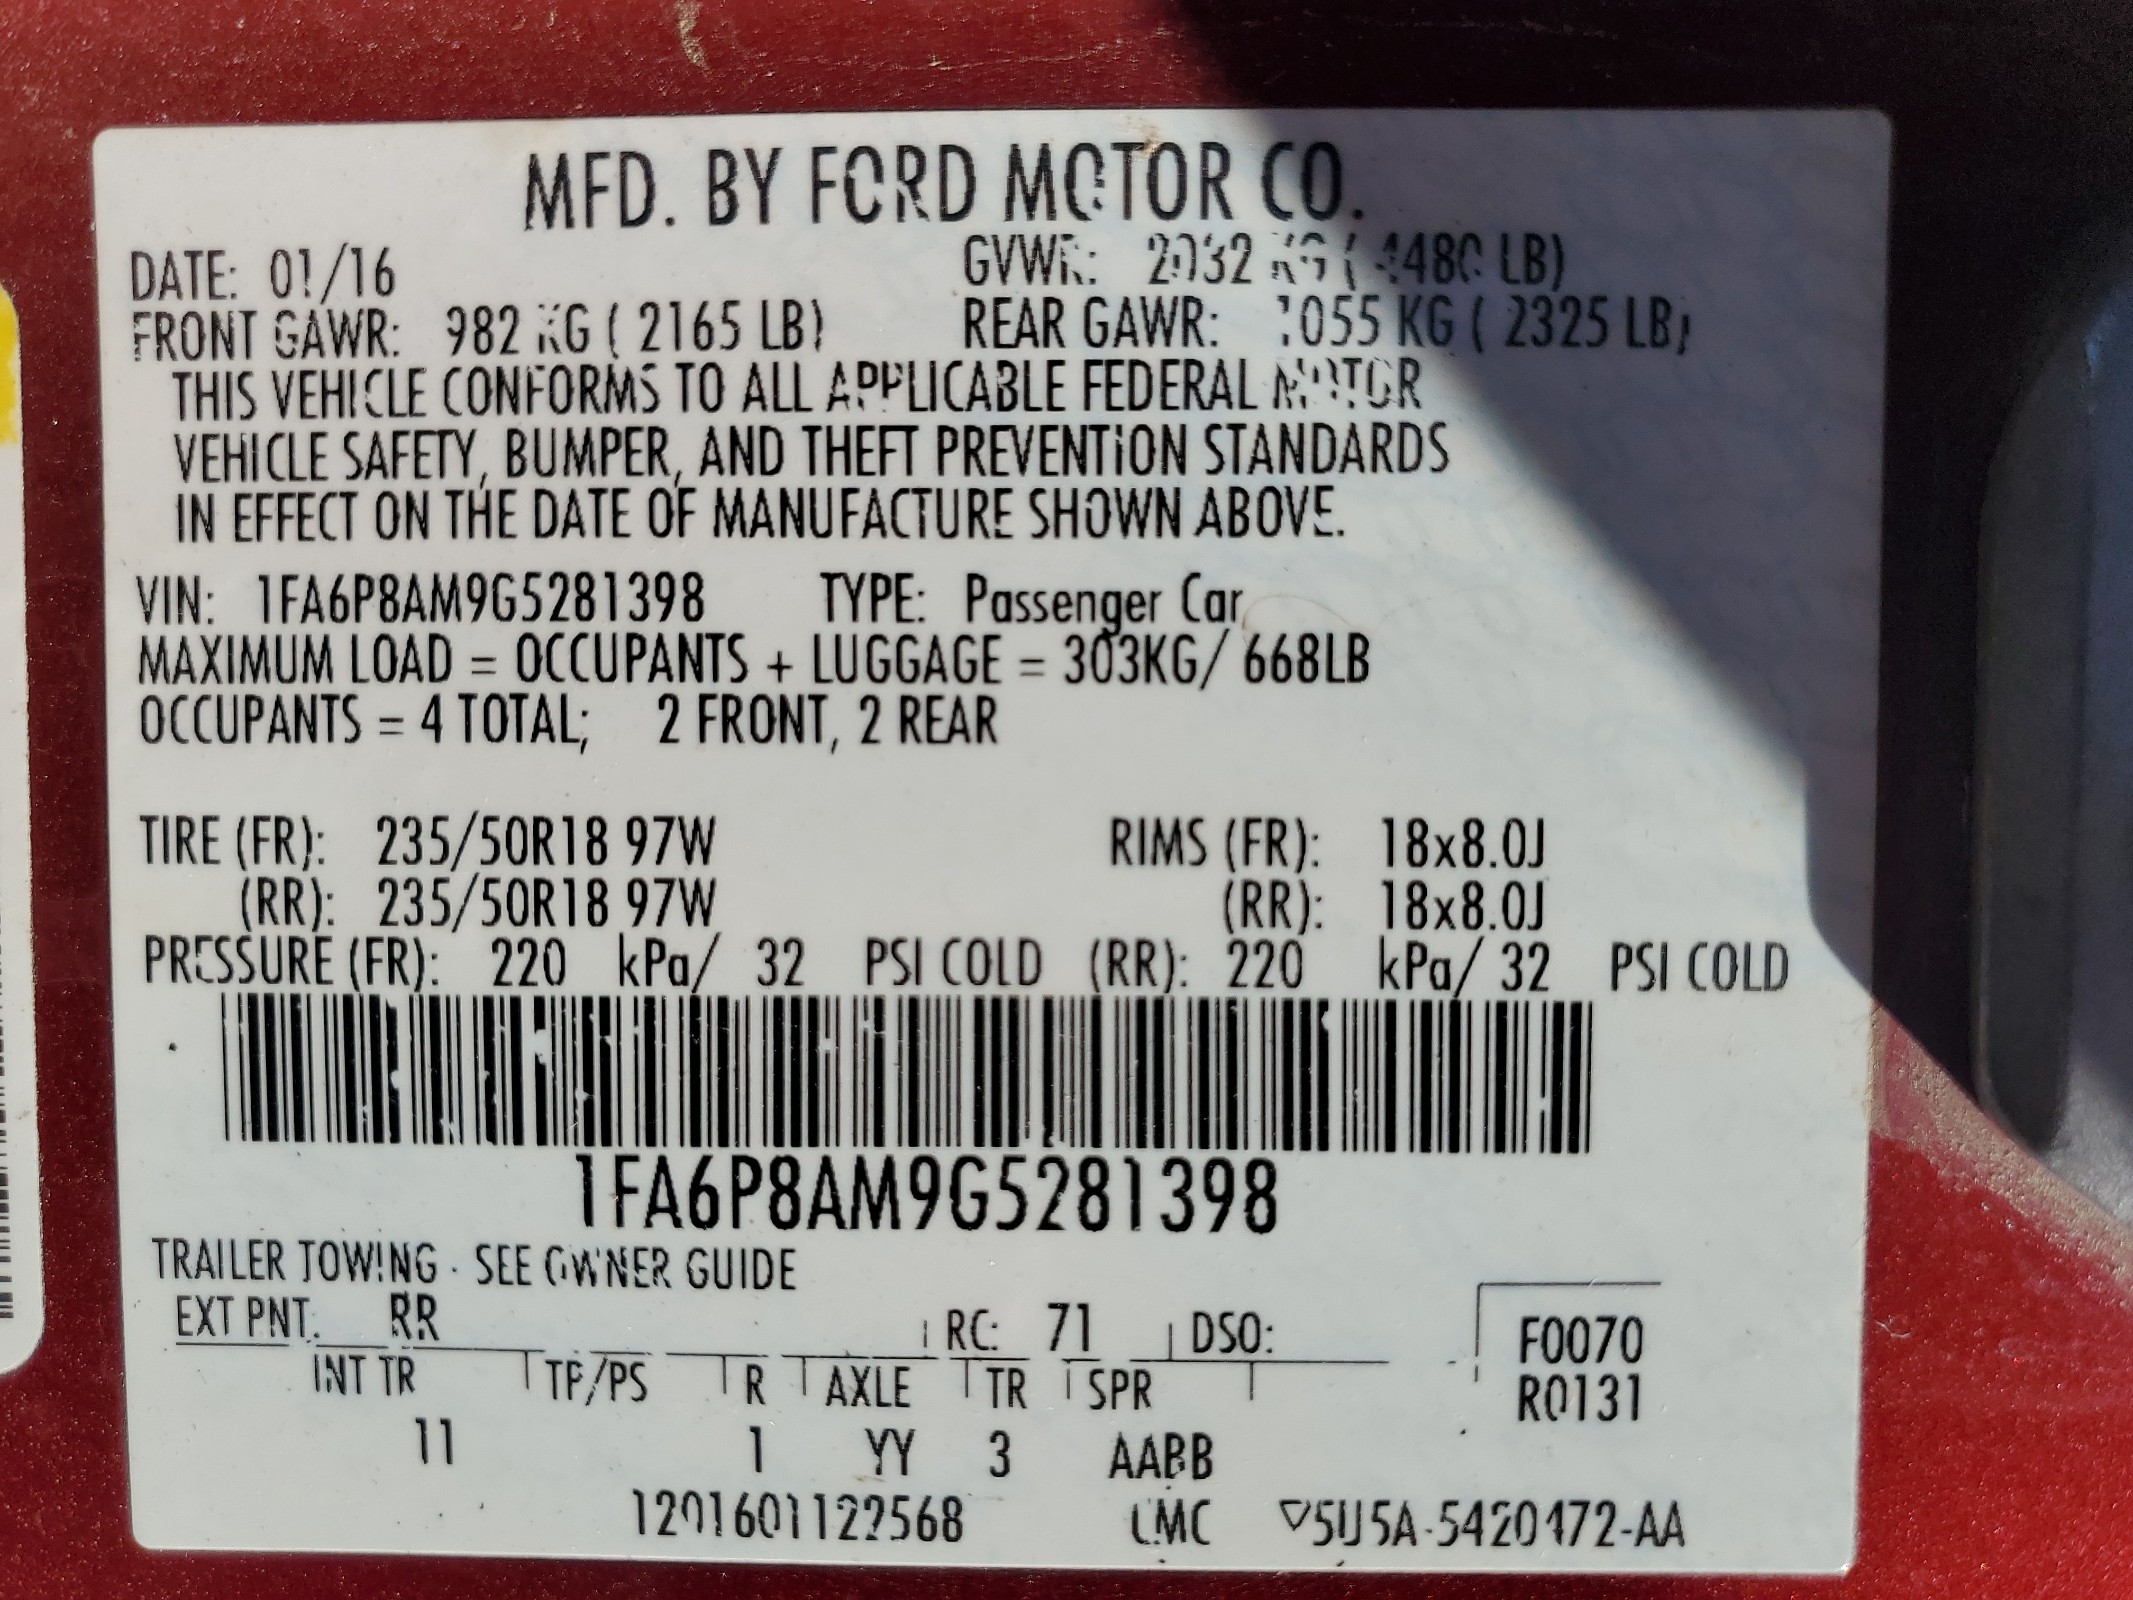 MFD. BY FORD MOTOR CO.
DATE: 01/16 GVWR: 2032 KG ( 4480 LB)
FRONT GAWR: 982 KG ( 2165 LB) REAR GAWR: 1055 KG ( 2325 LB)
THIS VEHICLE CONFORMS TO ALL APPLICABLE FEDERAL MOTOR
VEHICLE SAFETY, BUMPER, AND THEFT PREVENTION STANDARDS
IN EFFECT ON THE DATE OF MANUFACTURE SHOWN ABOVE.
VIN: 1FA6P8AM9G5281398 TYPE: Passenger Car
MAXIMUM LOAD = OCCUPANTS + LUGGAGE = 303KG/ 668LB
OCCUPANTS = 4 TOTAL; 2 FRONT, 2 REAR
TIRE (FR): 235/50R18 97W RIMS (FR): 18x8.0J
(RR): 235/50R18 97W (RR): 18x8.0J
PRESSURE (FR): 220 kPa/ 32 PSI COLD (RR): 220 kPa/ 32 PSI COLD
1FA6P8AM9G5281398
TRAILER TOWING - SEE OWNER GUIDE
EXT PNT: RR RC: 71 DSO: F0070
INT TR TP/PS R AXLE TR SPR R0131
11 1 YY 3 AABB
1201601122568 5U5A-5420472-AA